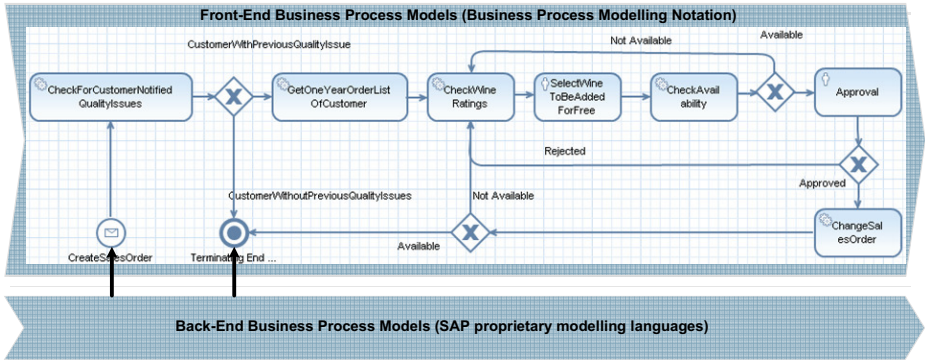 Front-End Business Process Models (Business Process Modelling Notation)
CustomerWithPreviousQualityIssue
Not Available
Available
CheckForCustomerNotified
QualityIssues
GetOneYearOrderList
OfCustomer
CheckWine
Ratings
SelectWine
ToBeAdded
ForFree
CheckAvail
ability
Approval
Rejected
Approved
CustomerWithoutPreviousQualityIssues
Not Available
ChangeSal
esOrder
Available
CreateSalesOrder
Terminating End ...
Back-End Business Process Models (SAP proprietary modelling languages)